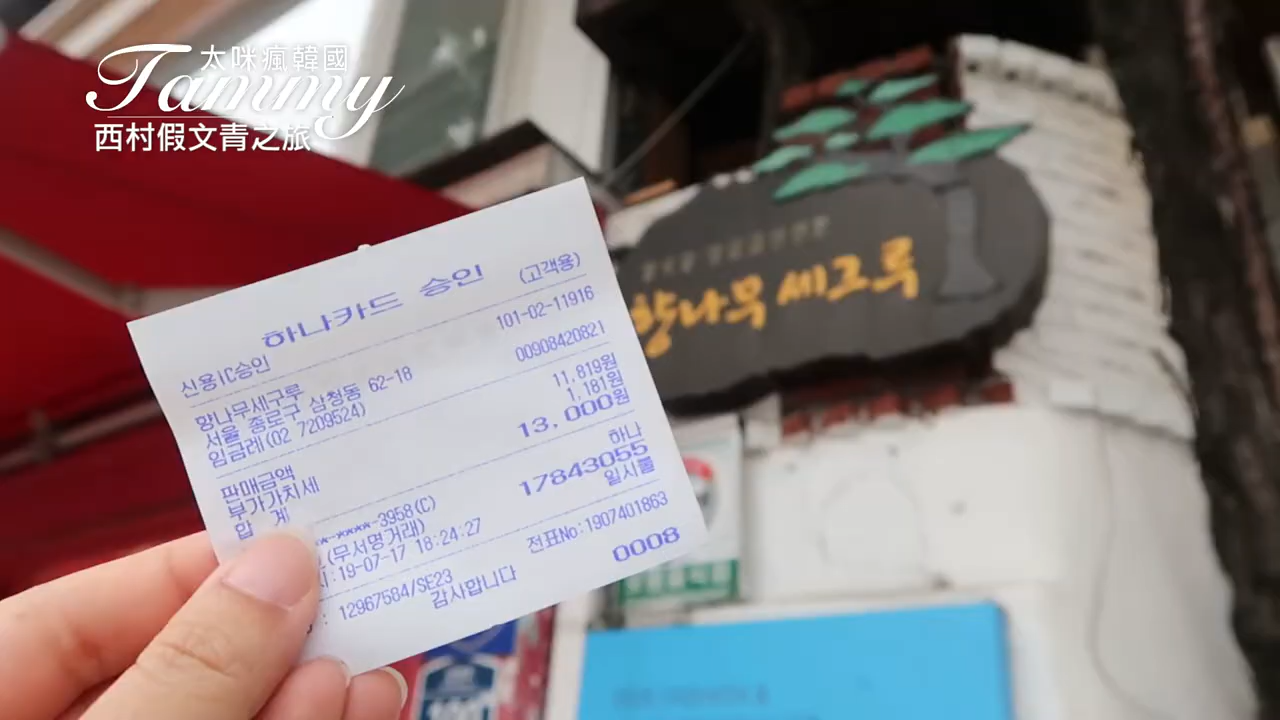 太咪瘋韓國
Tammy
西村假文青之旅
하나카드 승인
(고객용)
신용IC승인
101-02-11916
향나무세구루
00908420821
서울 종로구 삼청동 62-18
임금례(02 7209524)
판매금액
11,819원
부가가치세
1,181원
합 계
13,000원
하나
**-****-3958(C)
17843055
(무서명거래)
일시불
:19-07-17 18:24:27
전표No:1907401863
: 12967584/SE23
0008
감사합니다
향나무 세그루